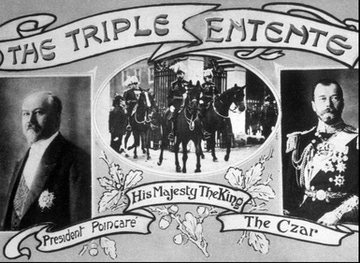 THE TRIPLE ENTENTE
His Majesty The King
President Poincaré
The Czar